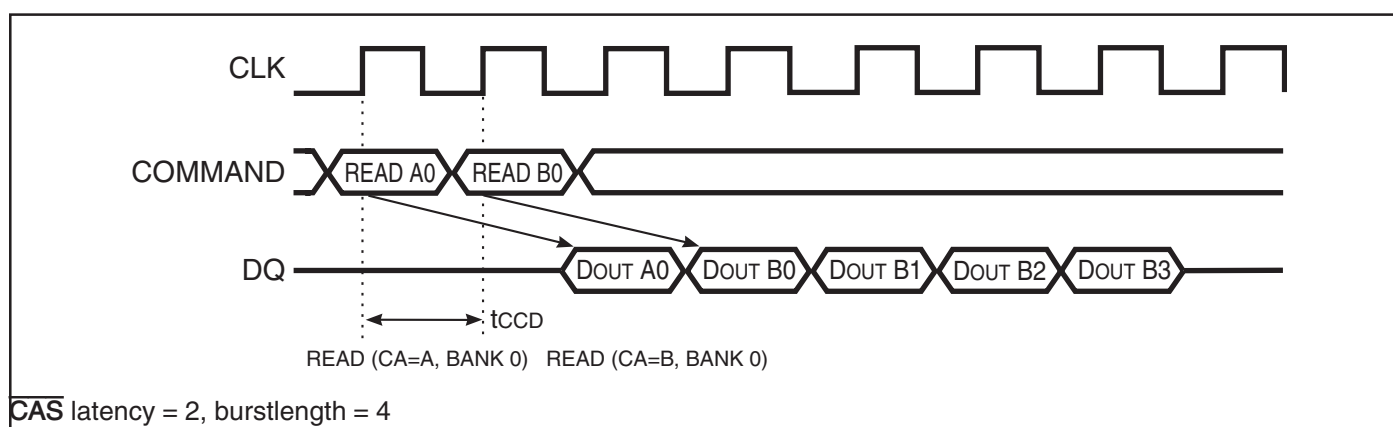 CLK
COMMAND READ A0 READ B0
DQ DOUT A0 DOUT B0 DOUT B1 DOUT B2 DOUT B3
tCCD
READ (CA=A, BANK 0) READ (CA=B, BANK 0)
CAS latency = 2, burstlength = 4